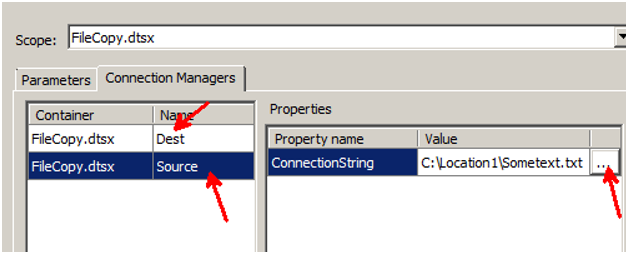 Scope: FileCopy.dtsx
Parameters Connection Managers
Container Name
FileCopy.dtsx Dest
FileCopy.dtsx Source
Properties
Property name Value
ConnectionString C:\Location1\Sometext.txt ...